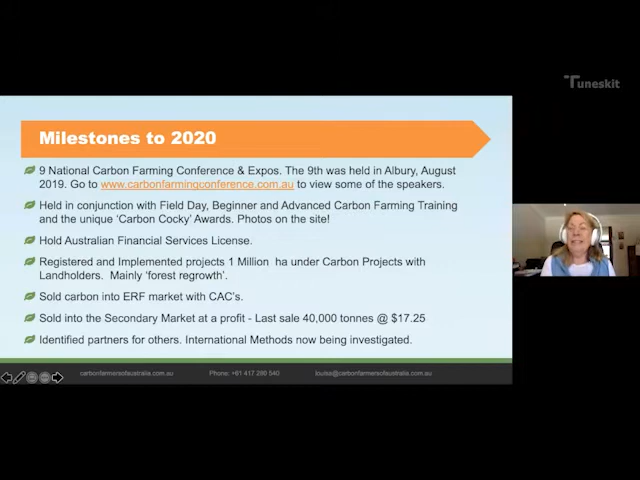 Tuneskit
Milestones to 2020
9 National Carbon Farming Conference & Expos. The 9th was held in Albury, August
2019. Go to www.carbonfarmingconference.com.au to view some of the speakers.
Held in conjunction with Field Day, Beginner and Advanced Carbon Farming Training
and the unique ‘Carbon Cocky’ Awards. Photos on the site!
Hold Australian Financial Services License.
Registered and Implemented projects 1 Million ha under Carbon Projects with
Landholders. Mainly ‘forest regrowth’.
Sold carbon into ERF market with CAC’s.
Sold into the Secondary Market at a profit - Last sale 40,000 tonnes @ $17.25
Identified partners for others. International Methods now being investigated.
carbonfarmersofaustralia.com.au Phone: +61 417 280 540 louisa@carbonfarmersofaustralia.com.au